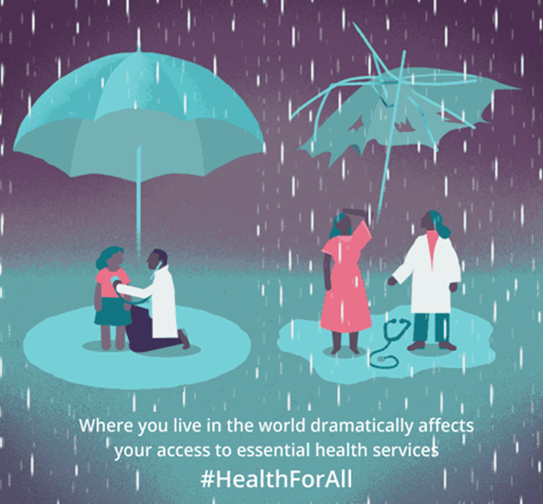 Where you live in the world dramatically affects
your access to essential health services
#HealthForAll